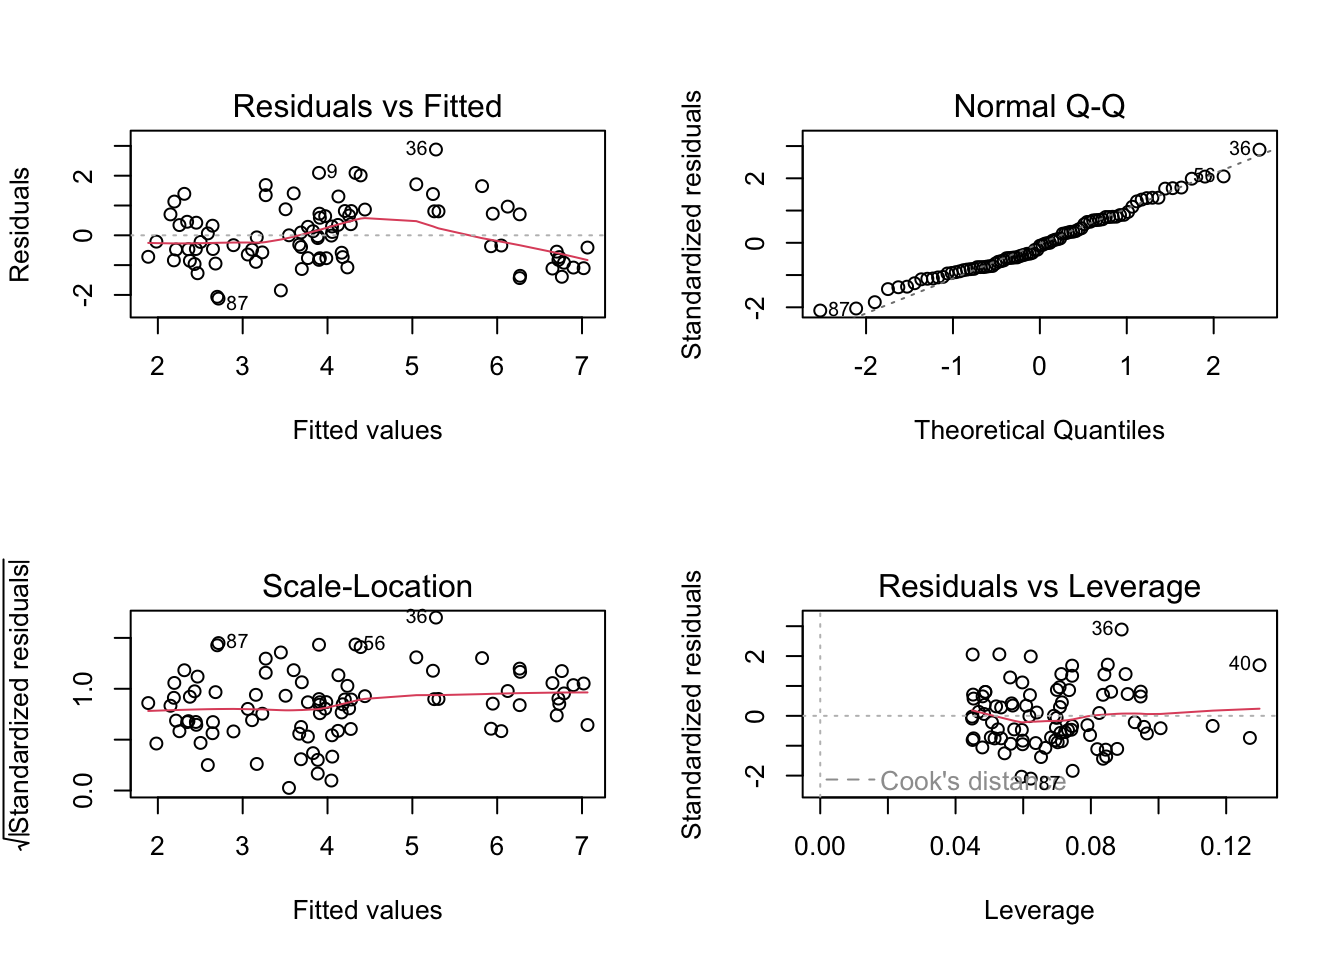 Residuals vs Fitted
Residuals
2
0
-2
36
9
87
2 3 4 5 6 7
Fitted values
Normal Q-Q
Standardized residuals
2
0
-2
36
56
87
-2 -1 0 1 2
Theoretical Quantiles
Scale-Location
√|Standardized residuals|
1.0
0.0
36
87
56
2 3 4 5 6 7
Fitted values
Residuals vs Leverage
Standardized residuals
2
0
-2
36
40
87
Cook's distance
0.00 0.04 0.08 0.12
Leverage